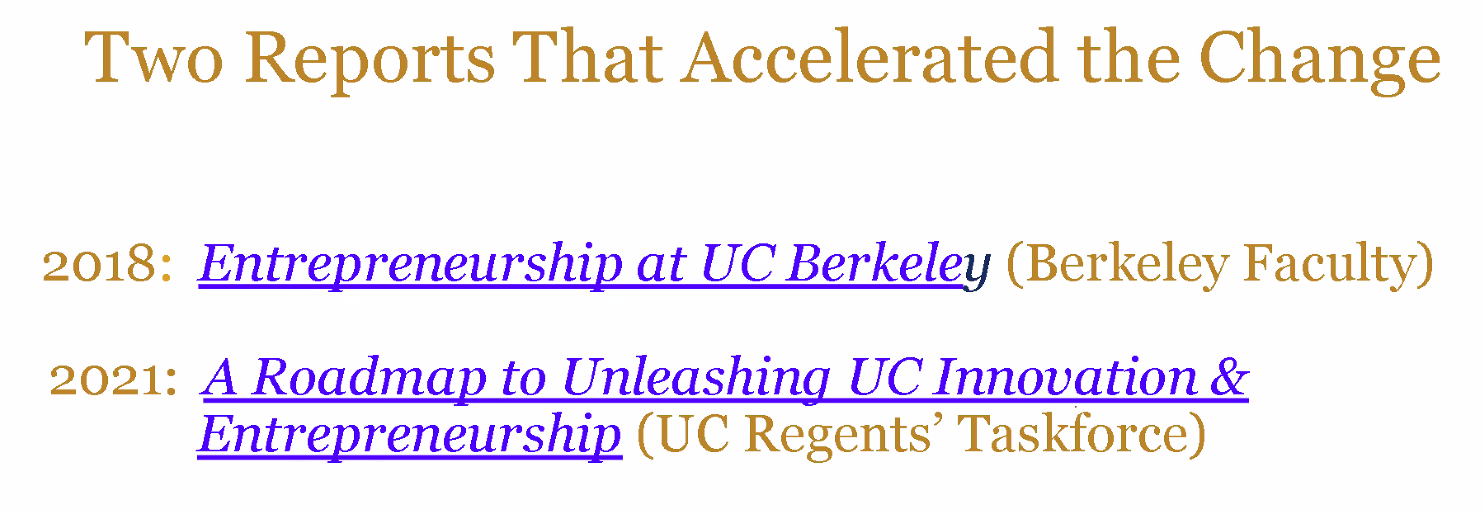 Two Reports That Accelerated the Change
2018: Entrepreneurship at UC Berkeley (Berkeley Faculty)
2021: A Roadmap to Unleashing UC Innovation &
Entrepreneurship (UC Regents’ Taskforce)